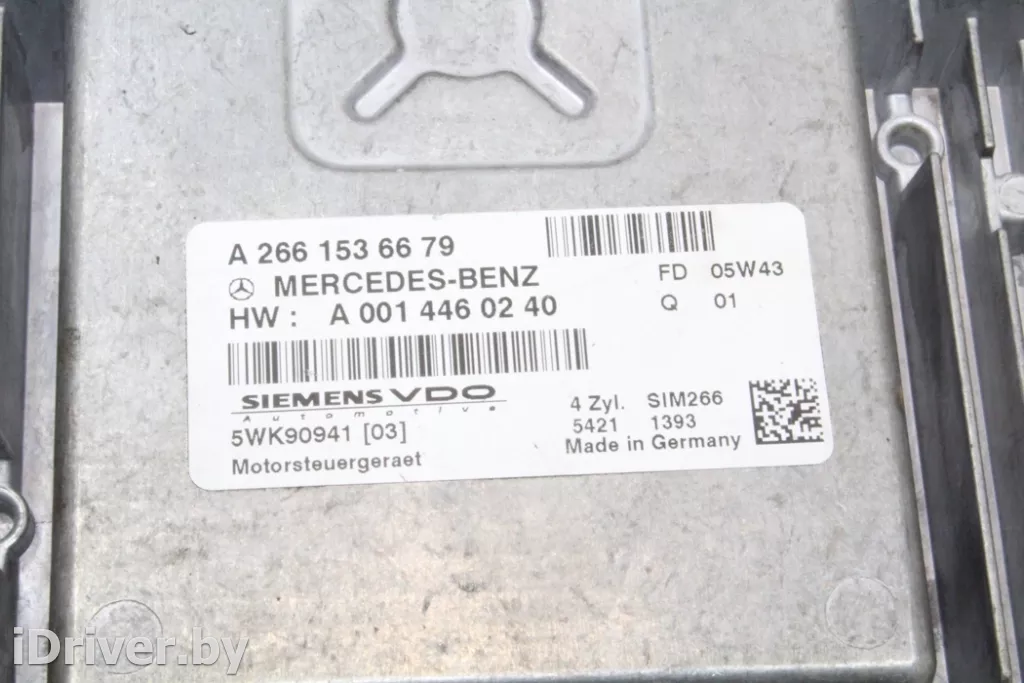 A 266 153 66 79
MERCEDES-BENZ
HW : A 001 446 02 40
FD 05W43
Q 01
SIEMENS VDO
Automotive
5WK90941 [03]
Motorsteuergeraet
4 Zyl. SIM266
5421 1393
Made in Germany
iDriver.by